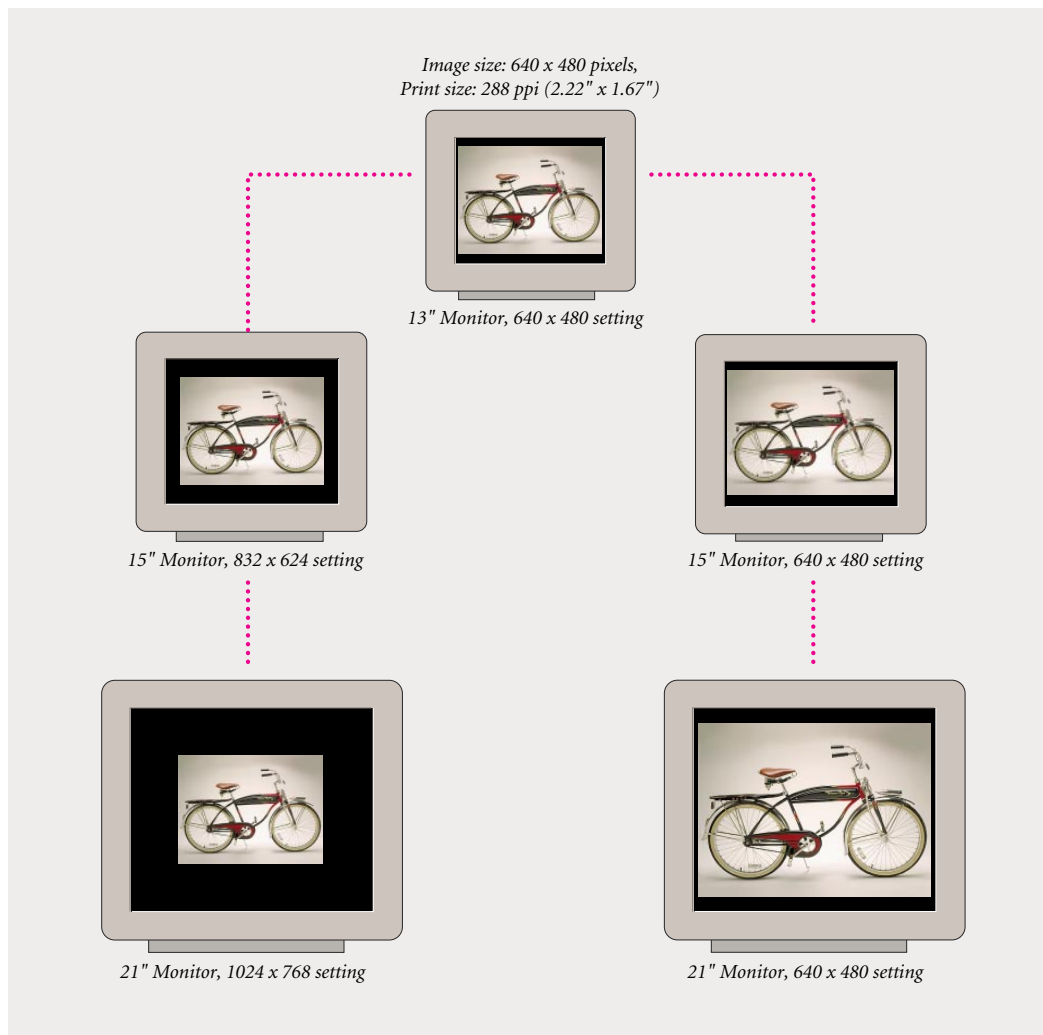 Image size: 640 x 480 pixels,
Print size: 288 ppi (2.22" x 1.67")
13" Monitor, 640 x 480 setting
15" Monitor, 832 x 624 setting
15" Monitor, 640 x 480 setting
21" Monitor, 1024 x 768 setting
21" Monitor, 640 x 480 setting